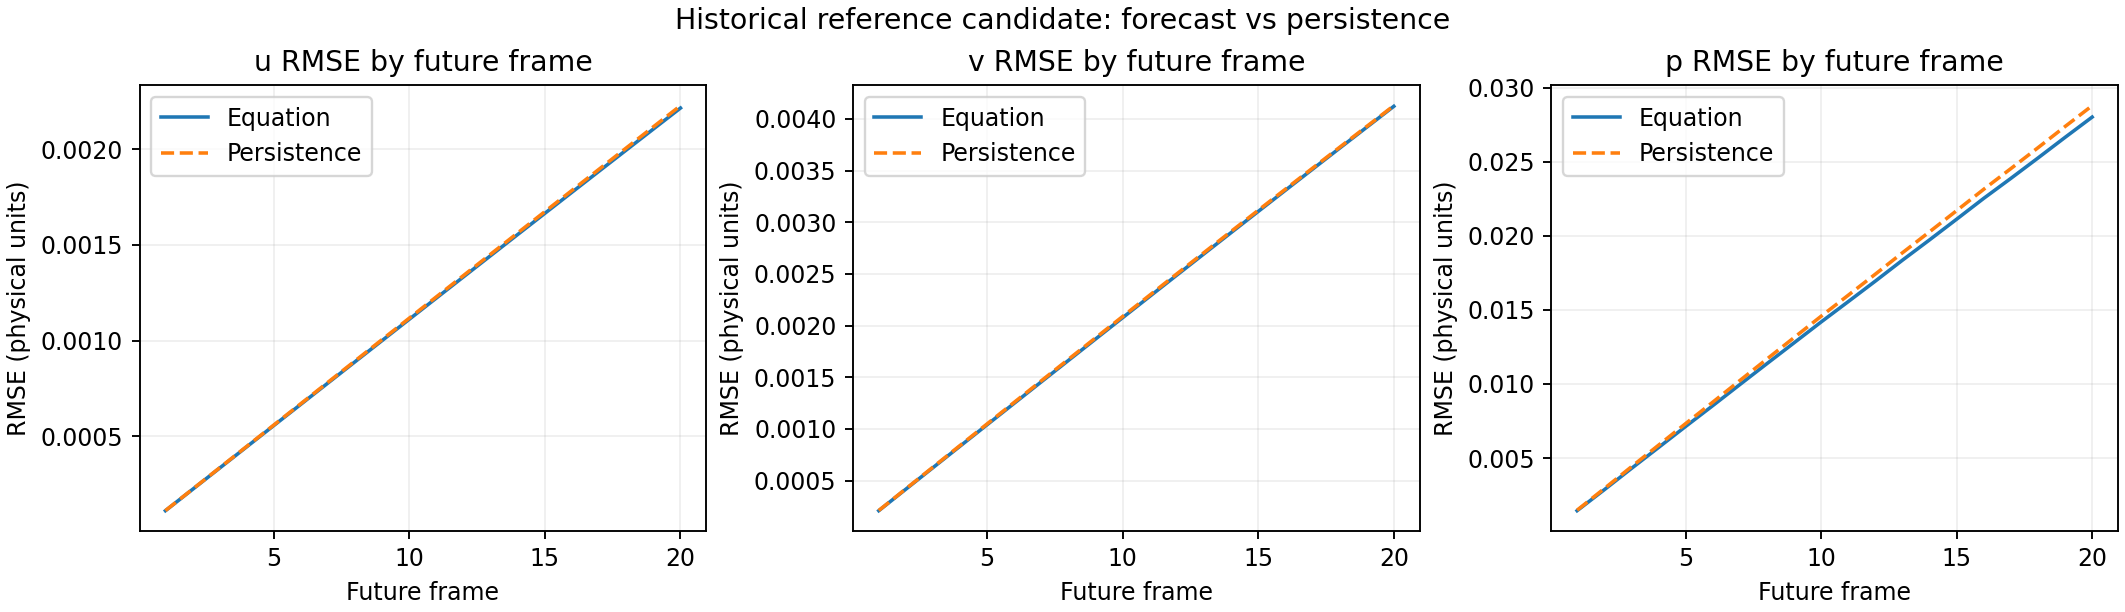 Historical reference candidate: forecast vs persistence
u RMSE by future frame
RMSE (physical units)
0.0020
0.0015
0.0010
0.0005
Equation
Persistence
5
10
15
20
Future frame
v RMSE by future frame
RMSE (physical units)
0.0040
0.0035
0.0030
0.0025
0.0020
0.0015
0.0010
0.0005
Equation
Persistence
5
10
15
20
Future frame
p RMSE by future frame
RMSE (physical units)
0.030
0.025
0.020
0.015
0.010
0.005
Equation
Persistence
5
10
15
20
Future frame